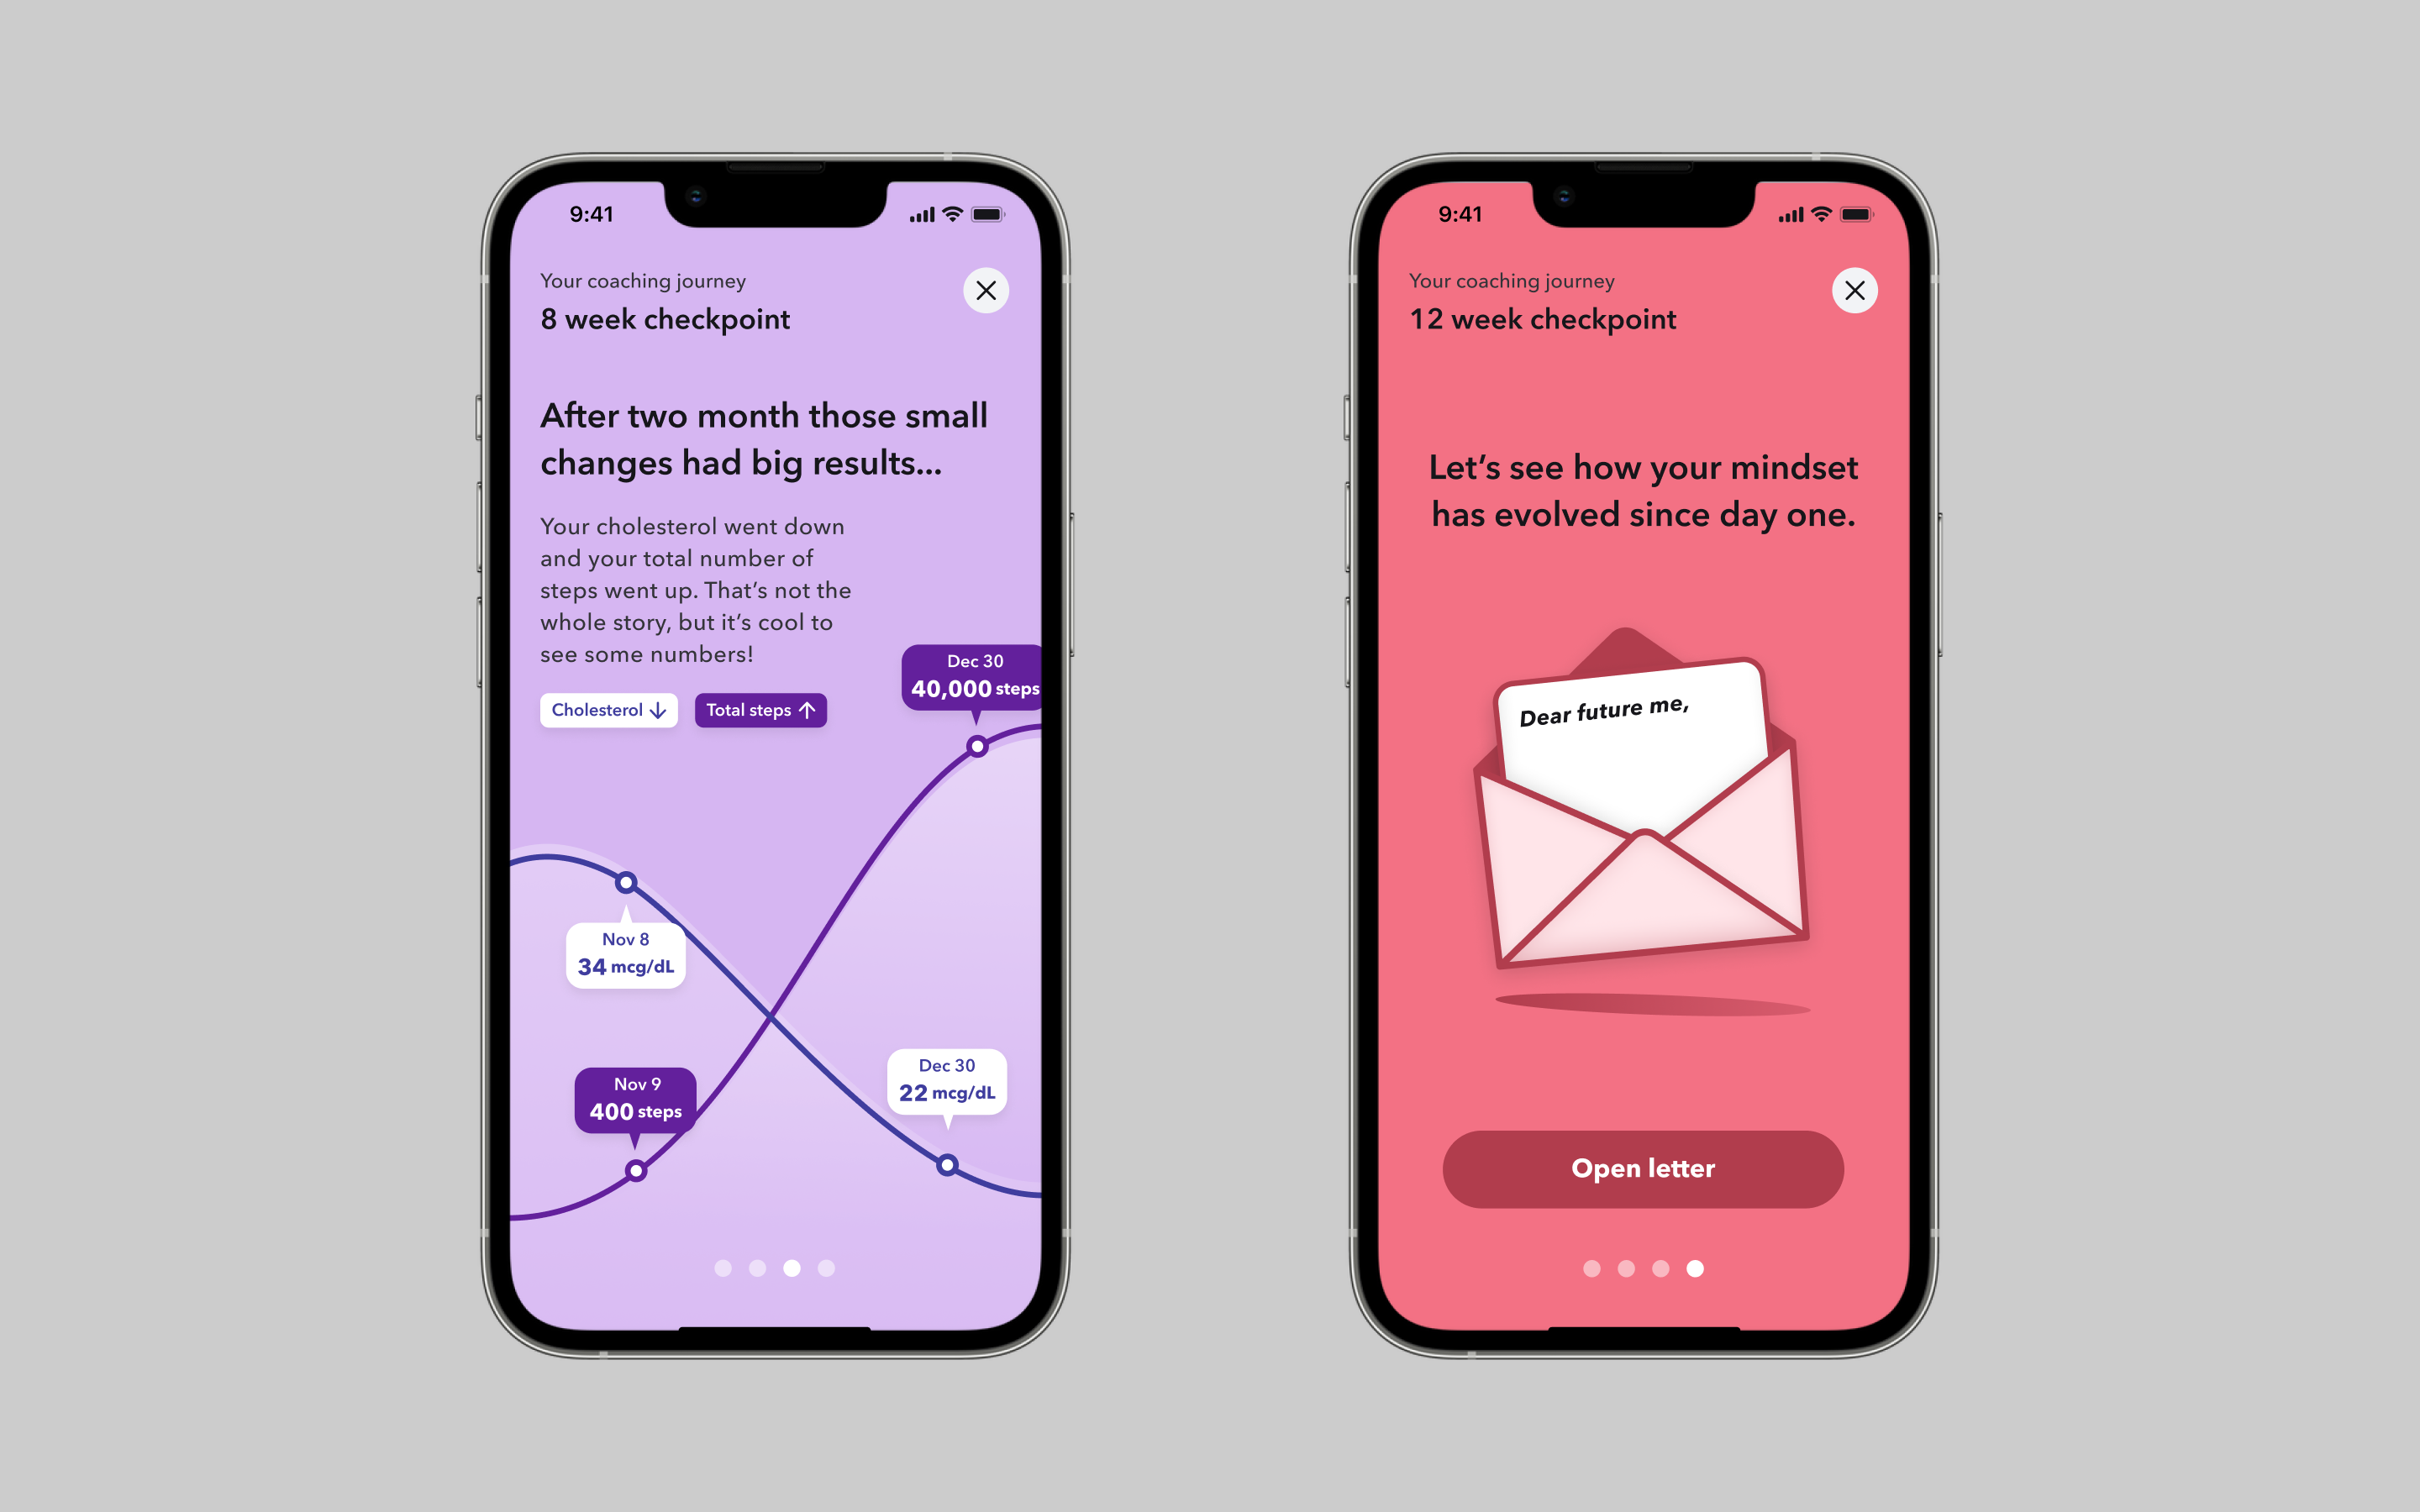 9:41
Your coaching journey
8 week checkpoint
After two month those small
changes had big results...
Your cholesterol went down
and your total number of
steps went up. That’s not the
whole story, but it’s cool to
see some numbers!
Cholesterol ↓
Total steps ↑
Dec 30
40,000 steps
Nov 8
34 mcg/dL
Nov 9
400 steps
Dec 30
22 mcg/dL
9:41
Your coaching journey
12 week checkpoint
Let’s see how your mindset
has evolved since day one.
Dear future me,
Open letter